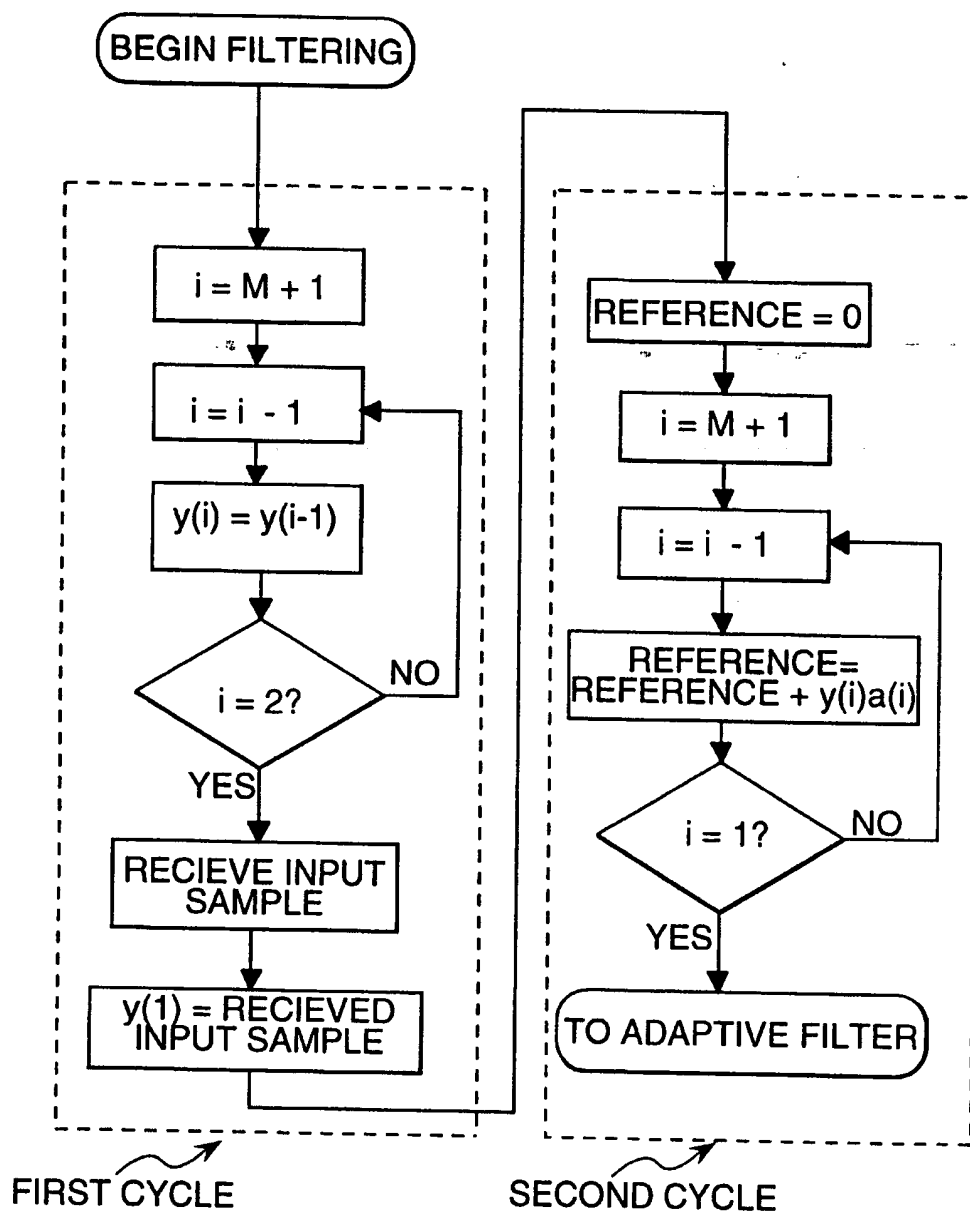 BEGIN FILTERING
i = M + 1
i = i - 1
y(i) = y(i-1)
i = 2?
NO
YES
RECIEVE INPUT
SAMPLE
y(1) = RECIEVED
INPUT SAMPLE
FIRST CYCLE
REFERENCE = 0
i = M + 1
i = i - 1
REFERENCE=
REFERENCE + y(i)a(i)
i = 1?
NO
YES
TO ADAPTIVE FILTER
SECOND CYCLE